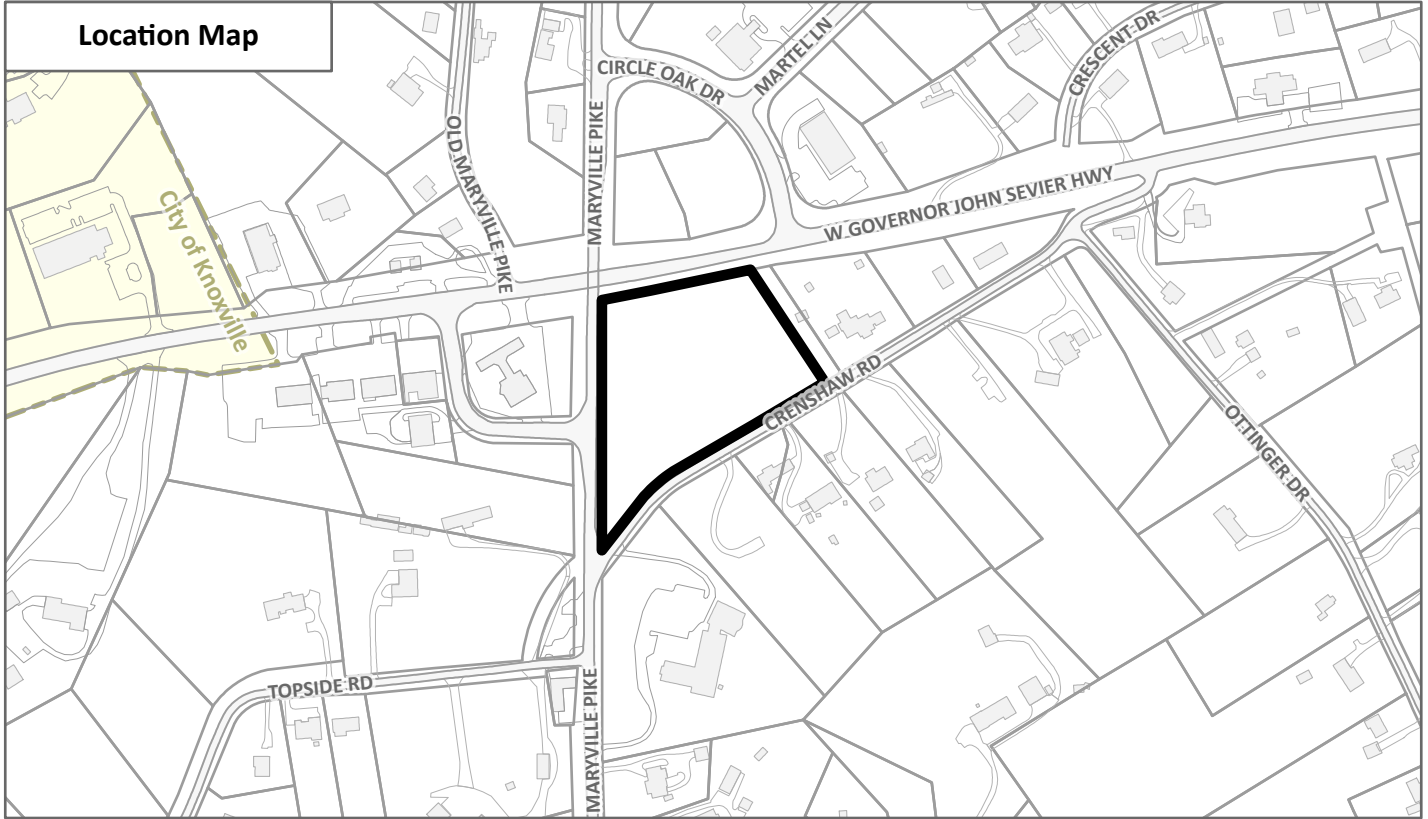 Location Map
CIRCLE OAK DR
MARTEL LN
CRESCENT DR
OLD MARYVILLE PIKE
MARYVILLE PIKE
City of Knoxville
W GOVERNOR JOHN SEVIER HWY
CRENSHAW RD
OTTINGER DR
TOPSIDE RD
MARYVILLE PIKE